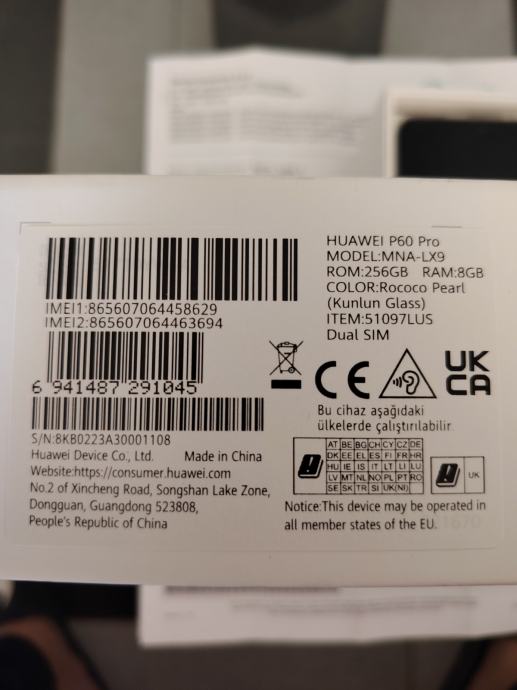 HUAWEI P60 Pro
MODEL:MNA-LX9
ROM:256GB RAM:8GB
COLOR:Rococo Pearl
(Kunlun Glass)
ITEM:51097LUS
Dual SIM
IMEI1:865607064458629
IMEI2:865607064463694
6 941487 291045
S/N:8KB0223A30001108
Huawei Device Co., Ltd. Made in China
Website:https://consumer.huawei.com
No.2 of Xincheng Road, Songshan Lake Zone,
Dongguan, Guangdong 523808,
People's Republic of China
CE
UK
CA
Bu cihaz aşağıdaki
ülkelerde çalıştırılabilir
AT BE BG CH CY CZ DE
DK EE EL ES FI FR HR
HU IE IS IT LT LI LU
LV MT NL NO PL PT RO
SE SK TR SI UK(NI)
UK
Notice:This device may be operated in
all member states of the EU.